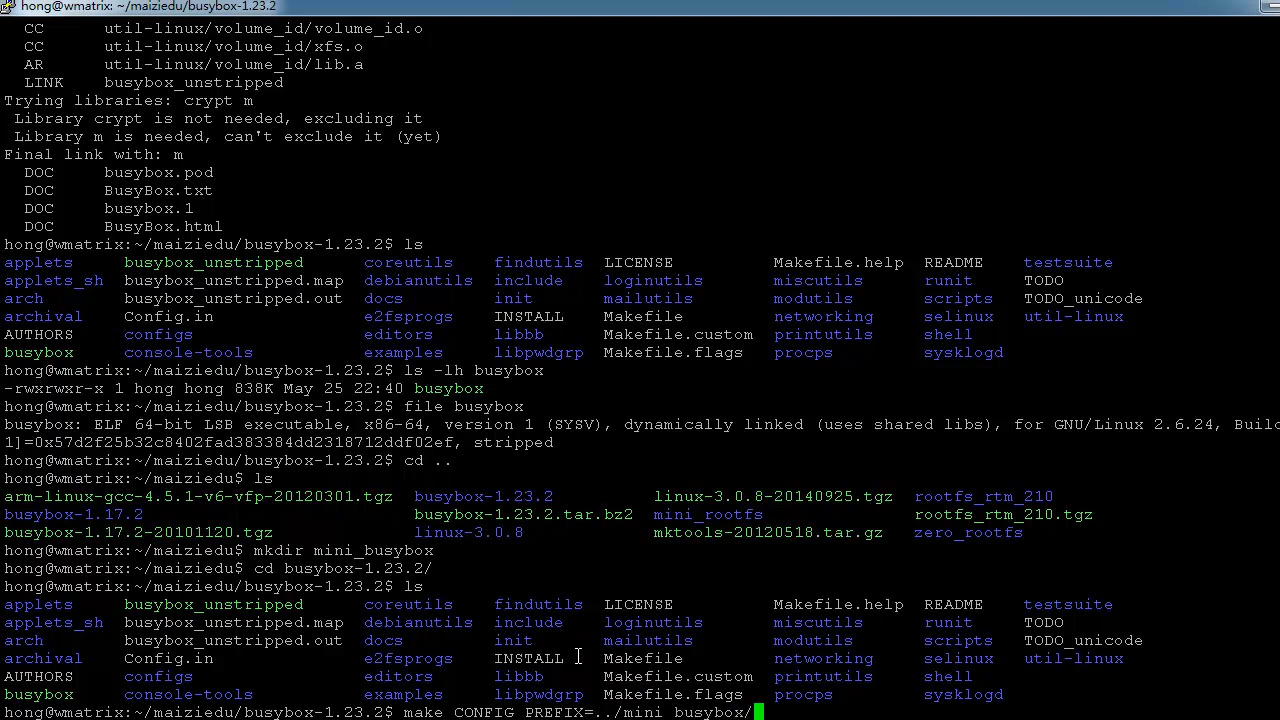 hong@wmatrix: ~/maiziedu/busybox-1.23.2
CC util-linux/volume_id/volume_id.o
CC util-linux/volume_id/xfs.o
AR util-linux/volume_id/lib.a
LINK busybox_unstripped
Trying libraries: crypt m
Library crypt is not needed, excluding it
Library m is needed, can't exclude it (yet)
Final link with: m
DOC busybox.pod
DOC BusyBox.txt
DOC busybox.1
DOC BusyBox.html
hong@wmatrix:~/maiziedu/busybox-1.23.2$ ls
applets busybox_unstripped coreutils findutils LICENSE Makefile.help README testsuite
applets_sh busybox_unstripped.map debianutils include loginutils miscutils runit TODO
arch busybox_unstripped.out docs init mailutils modutils scripts TODO_unicode
archival Config.in e2fsprogs INSTALL Makefile networking selinux util-linux
AUTHORS configs editors libbb Makefile.custom printutils shell
busybox console-tools examples libpwdgrp Makefile.flags procps sysklogd
hong@wmatrix:~/maiziedu/busybox-1.23.2$ ls -lh busybox
-rwxrwxr-x 1 hong hong 838K May 25 22:40 busybox
hong@wmatrix:~/maiziedu/busybox-1.23.2$ file busybox
busybox: ELF 64-bit LSB executable, x86-64, version 1 (SYSV), dynamically linked (uses shared libs), for GNU/Linux 2.6.24, Build
1]=0x57d2f25b32c8402fad383384dd2318712ddf02ef, stripped
hong@wmatrix:~/maiziedu/busybox-1.23.2$ cd ..
hong@wmatrix:~/maiziedu$ ls
arm-linux-gcc-4.5.1-v6-vfp-20120301.tgz busybox-1.23.2 linux-3.0.8-20140925.tgz rootfs_rtm_210
busybox-1.17.2 busybox-1.23.2.tar.bz2 mini_rootfs rootfs_rtm_210.tgz
busybox-1.17.2-20101120.tgz linux-3.0.8 mktools-20120518.tar.gz zero_rootfs
hong@wmatrix:~/maiziedu$ mkdir mini_busybox
hong@wmatrix:~/maiziedu$ cd busybox-1.23.2/
hong@wmatrix:~/maiziedu/busybox-1.23.2$ ls
applets busybox_unstripped coreutils findutils LICENSE Makefile.help README testsuite
applets_sh busybox_unstripped.map debianutils include loginutils miscutils runit TODO
arch busybox_unstripped.out docs init mailutils modutils scripts TODO_unicode
archival Config.in e2fsprogs INSTALL Makefile networking selinux util-linux
AUTHORS configs editors libbb Makefile.custom printutils shell
busybox console-tools examples libpwdgrp Makefile.flags procps sysklogd
hong@wmatrix:~/maiziedu/busybox-1.23.2$ make CONFIG_PREFIX=../mini_busybox/